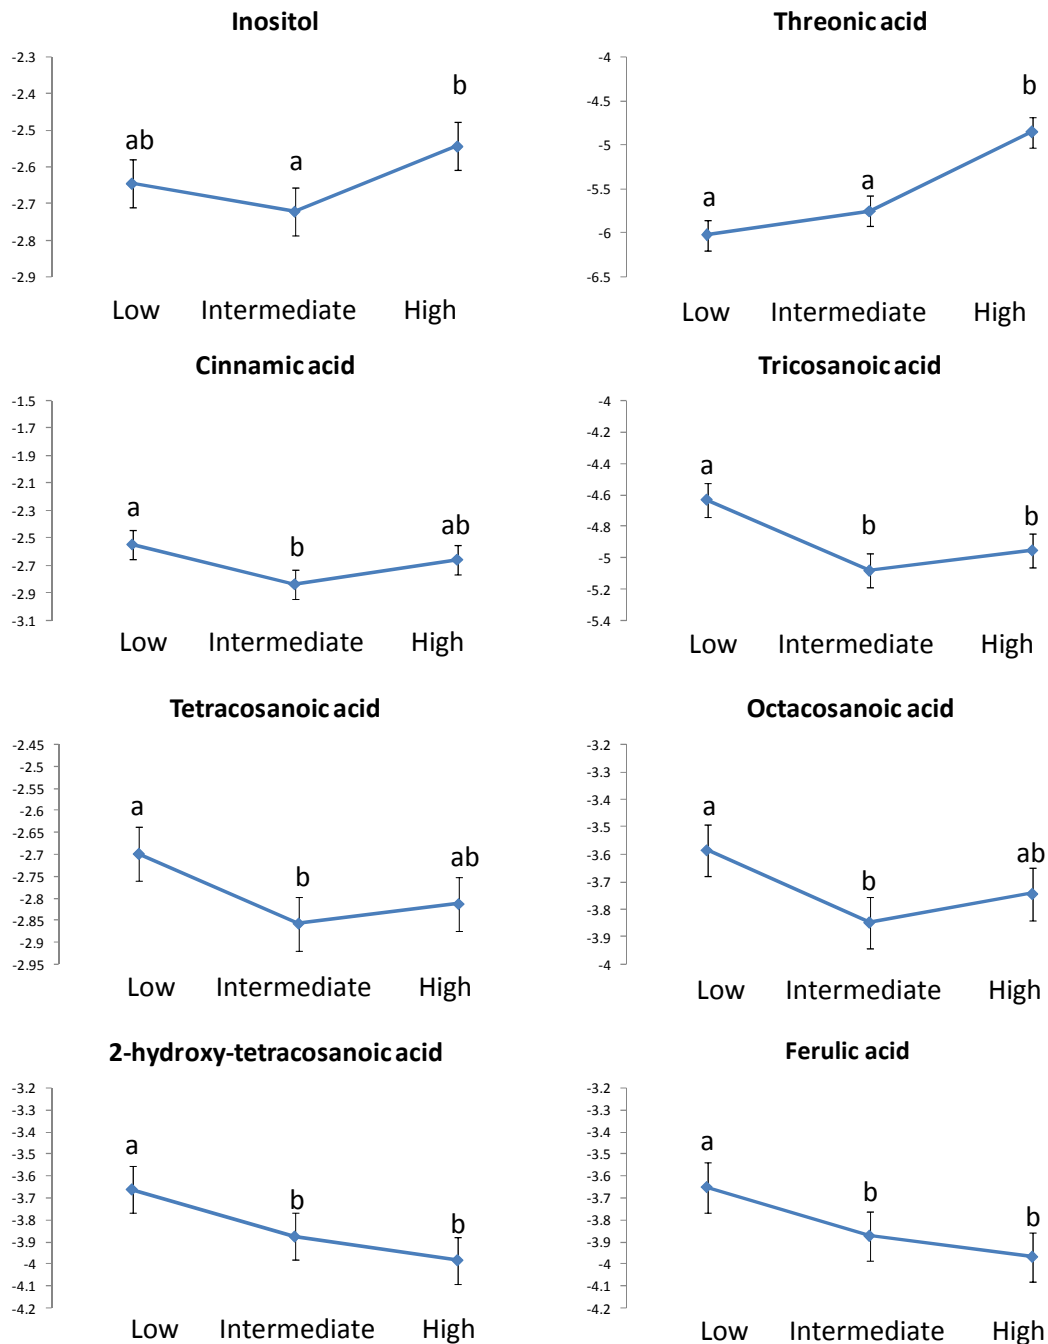 Inositol
-2.3
-2.4
-2.5
-2.6
-2.7
-2.8
-2.9
ab
a
b
Low Intermediate High
Threonic acid
-4
-4.5
-5
-5.5
-6
-6.5
a
a
b
Low Intermediate High
Cinnamic acid
-1.5
-1.7
-1.9
-2.1
-2.3
-2.5
-2.7
-2.9
-3.1
a
b
ab
Low Intermediate High
Tricosanoic acid
-4
-4.2
-4.4
-4.6
-4.8
-5
-5.2
-5.4
a
b
b
Low Intermediate High
Tetracosanoic acid
-2.45
-2.5
-2.55
-2.6
-2.65
-2.7
-2.75
-2.8
-2.85
-2.9
-2.95
a
b
ab
Low Intermediate High
Octacosanoic acid
-3.2
-3.3
-3.4
-3.5
-3.6
-3.7
-3.8
-3.9
-4
a
b
ab
Low Intermediate High
2-hydroxy-tetracosanoic acid
-3.2
-3.3
-3.4
-3.5
-3.6
-3.7
-3.8
-3.9
-4
-4.1
-4.2
a
b
b
Low Intermediate High
Ferulic acid
-3.2
-3.3
-3.4
-3.5
-3.6
-3.7
-3.8
-3.9
-4
-4.1
-4.2
a
b
b
Low Intermediate High